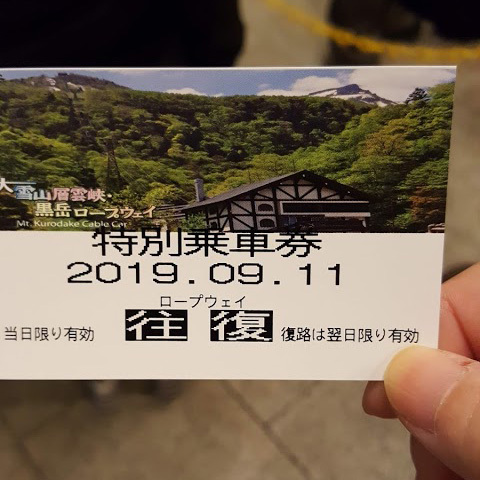 大雪山層雲峡・
黒岳ロープウェイ
Mt. Kurodake Cable Car
特別乗車券
2019.09.11
ロープウェイ
当日限り有効 往復 復路は翌日限り有効